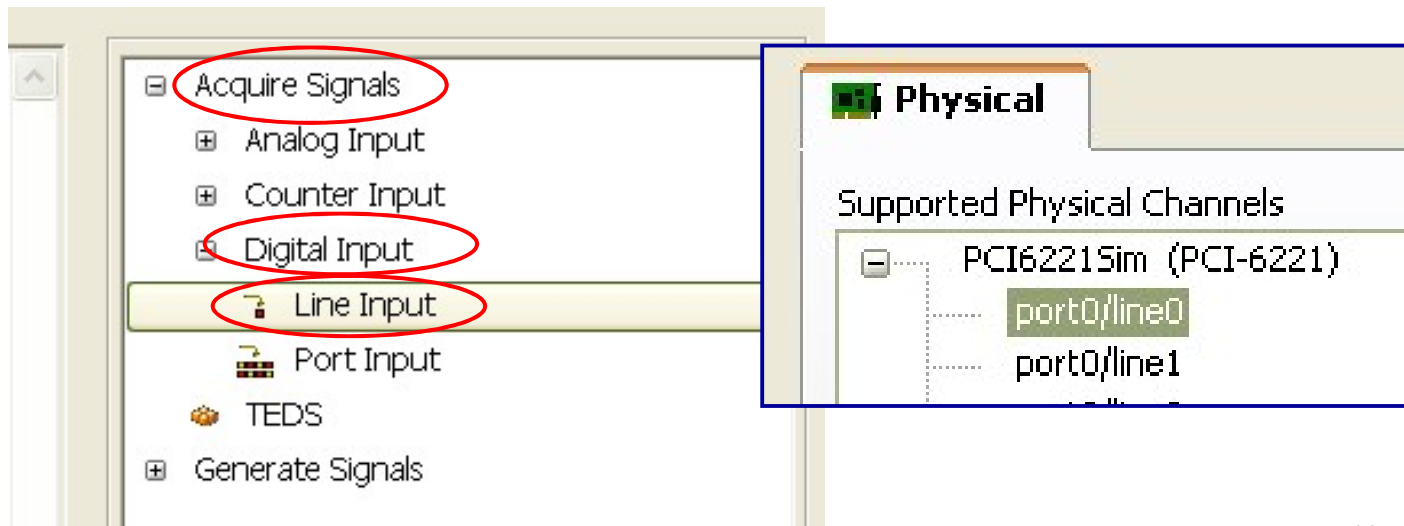 Acquire Signals
Analog Input
Counter Input
Digital Input
Line Input
Port Input
TEDS
Generate Signals
Physical
Supported Physical Channels
PCI6221Sim (PCI-6221)
port0/line0
port0/line1